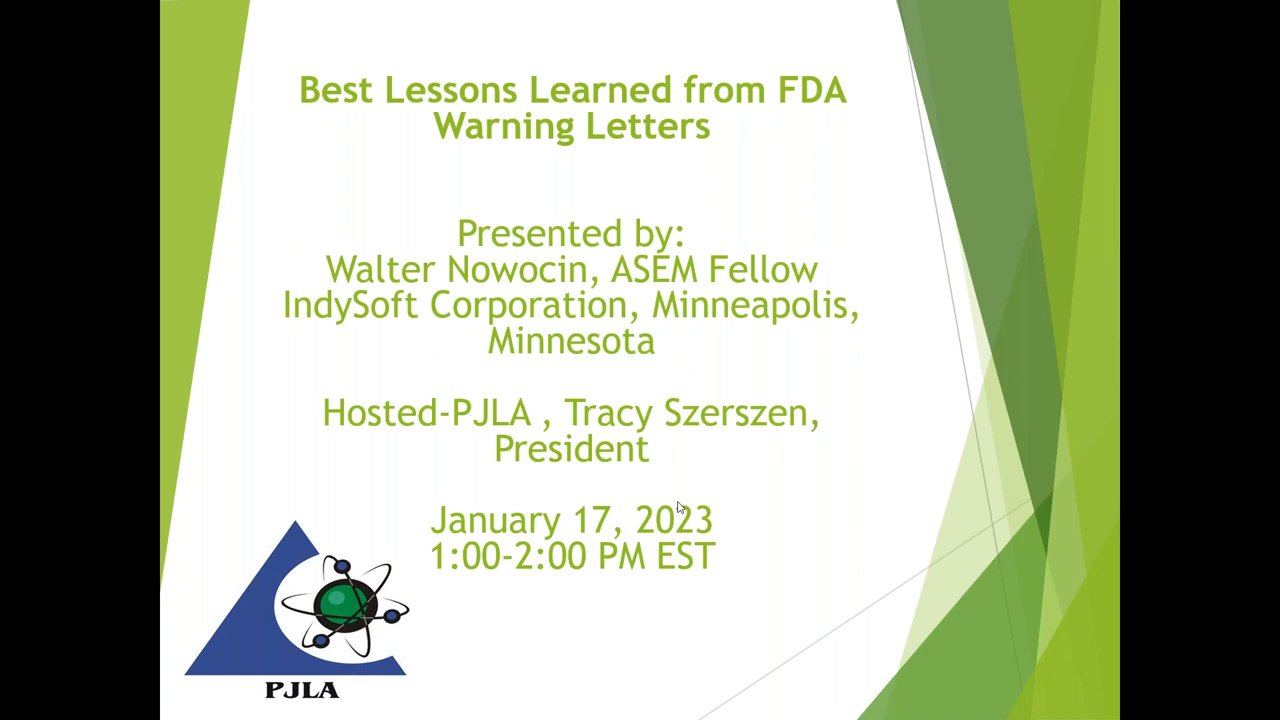 Best Lessons Learned from FDA
Warning Letters
Presented by:
Walter Nowocin, ASEM Fellow
IndySoft Corporation, Minneapolis,
Minnesota
Hosted-PJLA , Tracy Szerszen,
President
January 17, 2023
1:00-2:00 PM EST
PJLA